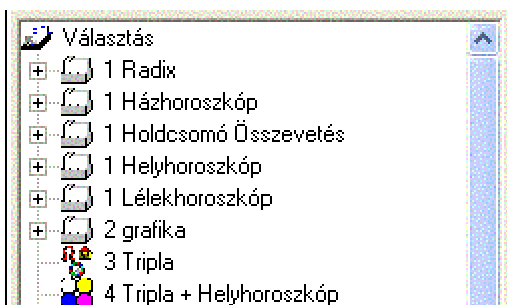 Választás
1 Radix
1 Házhoroszkóp
1 Holdcsomó Összevetés
1 Helyhoroszkóp
1 Lélekhoroszkóp
2 grafika
3 Tripla
4 Tripla + Helyhoroszkóp